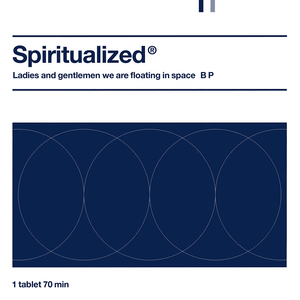 Spiritualized®
Ladies and gentlemen we are floating in space B P
1 tablet 70 min